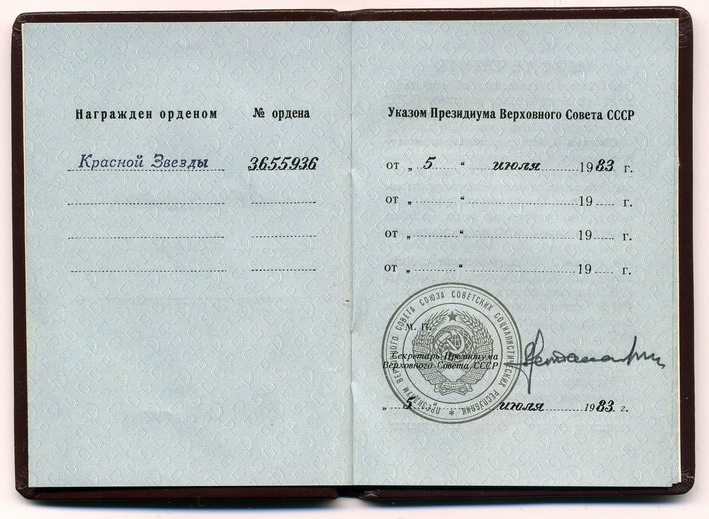 Награжден орденом № ордена
Красной Звезды 3655936
Указом Президиума Верховного Совета СССР
от „ 5 “ июля 1983 г.
от „ “ 19 г.
от „ “ 19 г.
от „ “ 19 г.
ПРЕЗИДИУМ ВЕРХОВНОГО СОВЕТА СОЮЗА СОВЕТСКИХ СОЦИАЛИСТИЧЕСКИХ РЕСПУБЛИК
М. П.
Секретарь Президиума
Верховного Совета СССР
„ 5 июля 1983 г.